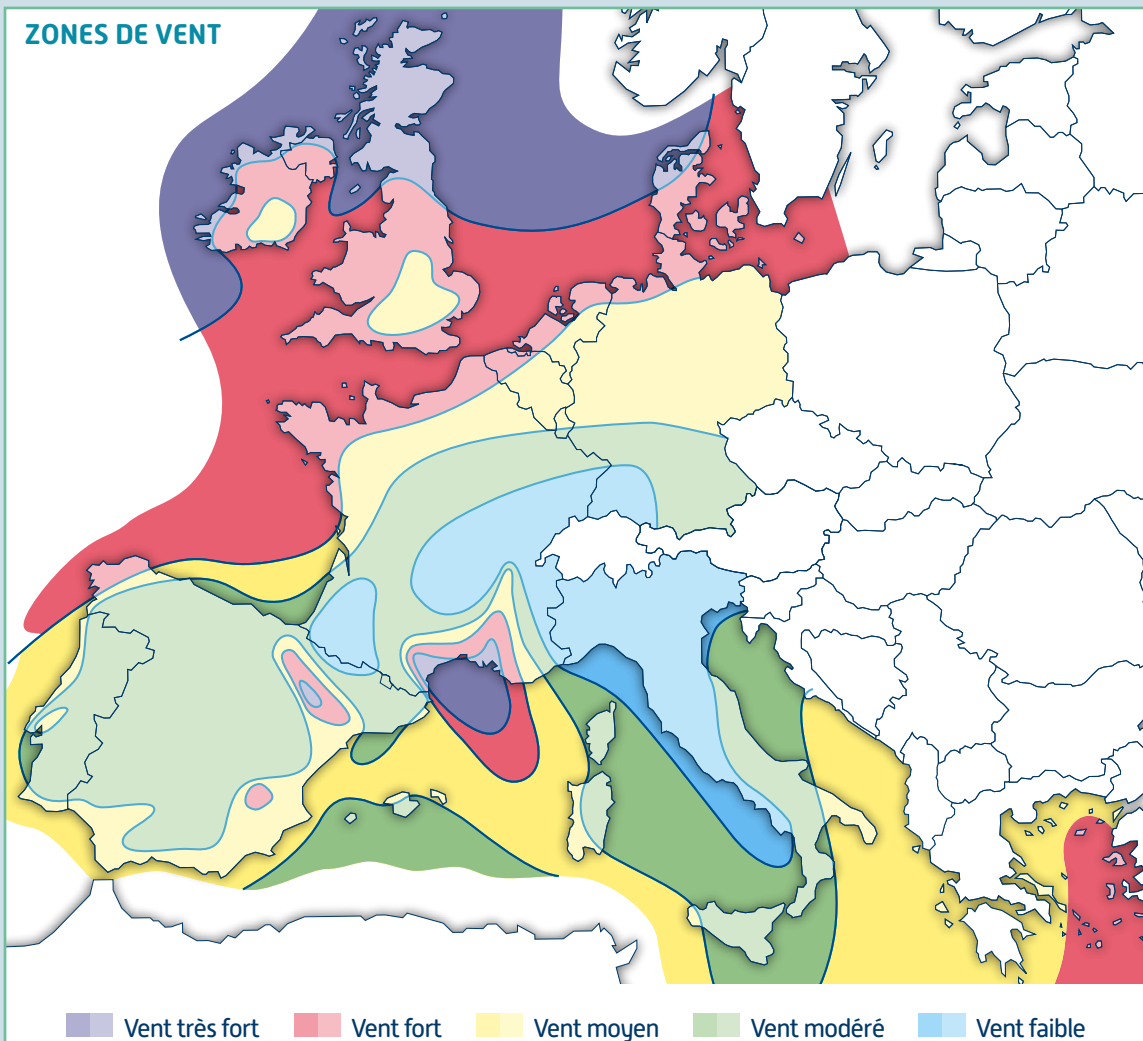 ZONES DE VENT
Vent très fort
Vent fort
Vent moyen
Vent modéré
Vent faible